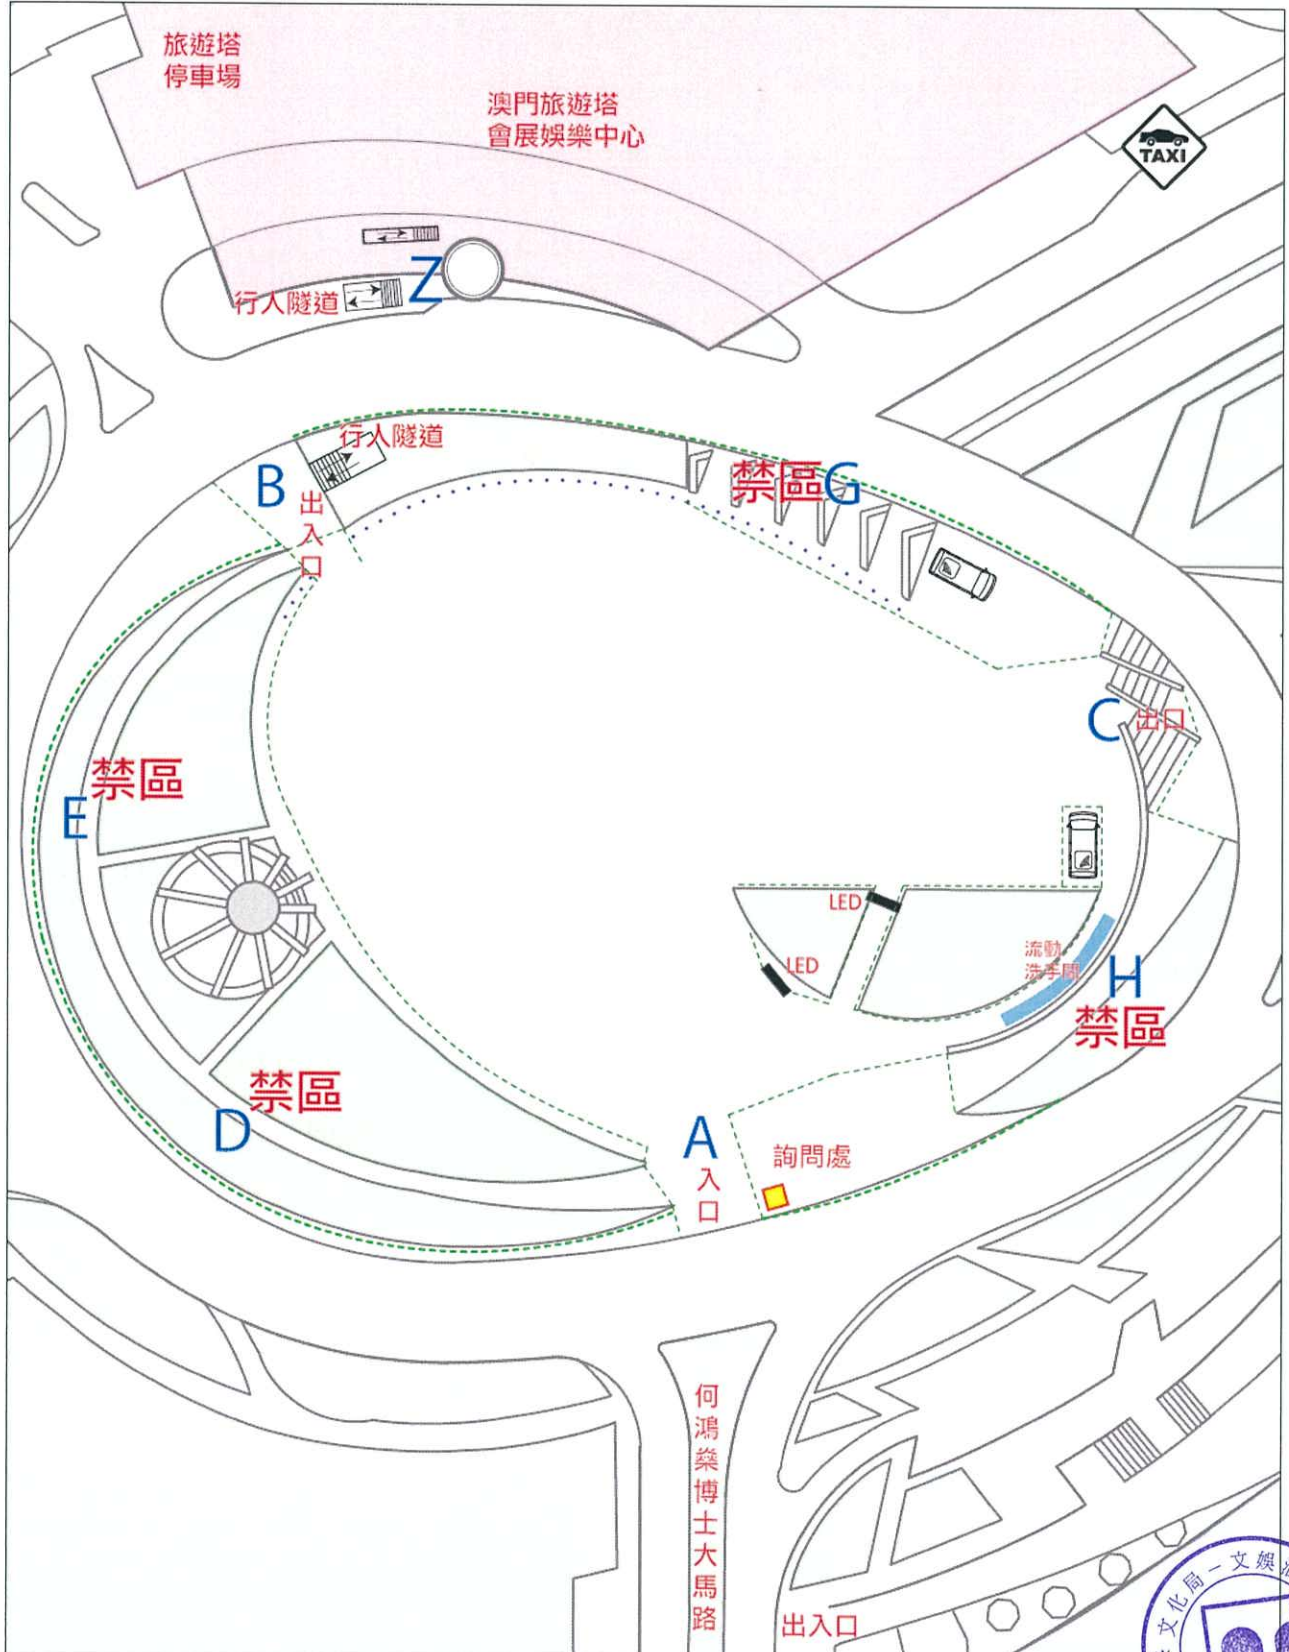 旅遊塔
停車場
澳門旅遊塔
會展娛樂中心
TAXI
Z
行人隧道
行人隧道
B
出
入
口
禁區G
C
出口
禁區
E
LED
LED
流動
洗手間
H
禁區
禁區
D
A
入
口
詢問處
何
鴻
燊
博
士
大
馬
路
出入口
文化局-文娛